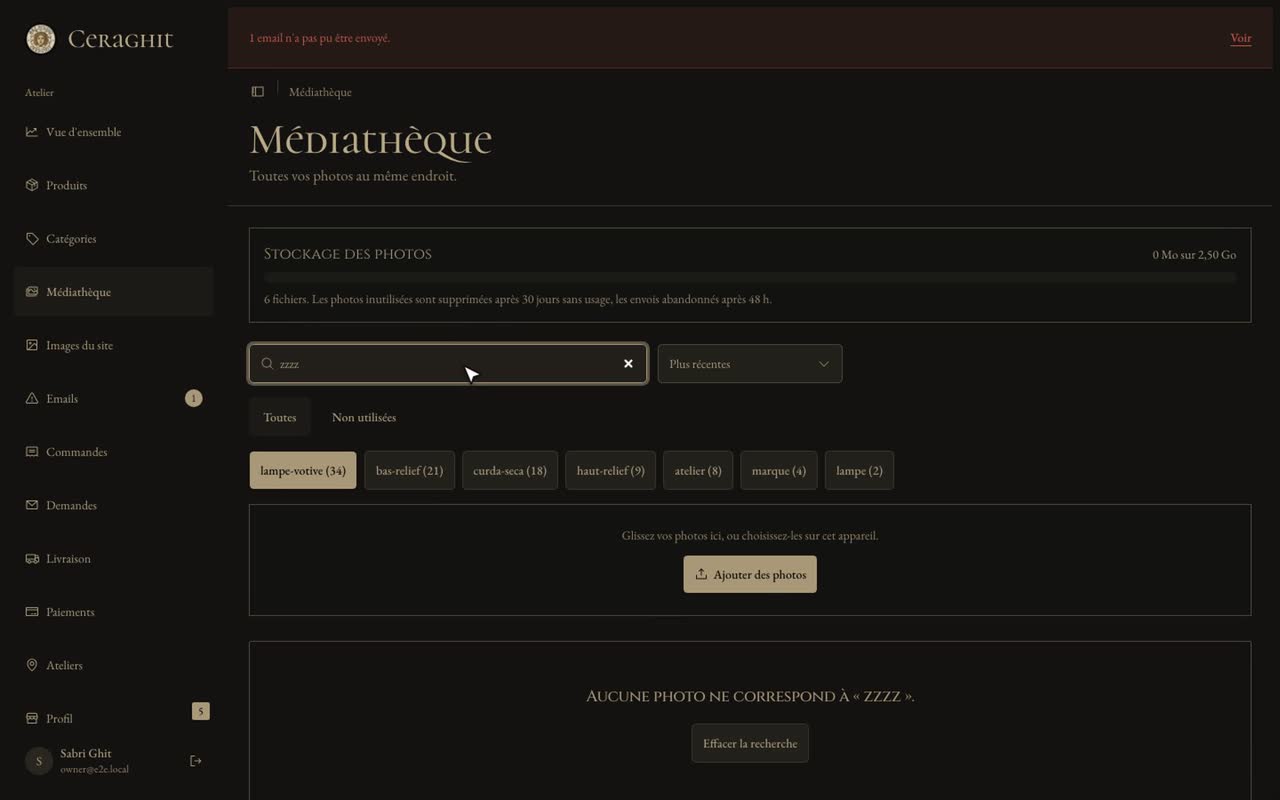 Ceraghit
Atelier
Vue d'ensemble
Produits
Catégories
Médiathèque
Images du site
Emails
1
Commandes
Demandes
Livraison
Paiements
Ateliers
Profil
5
S
Sabri Ghit
owner@e2e.local
1 email n'a pas pu être envoyé.
Voir
Médiathèque
Médiathèque
Toutes vos photos au même endroit.
Stockage des photos
0 Mo sur 2,50 Go
6 fichiers. Les photos inutilisées sont supprimées après 30 jours sans usage, les envois abandonnés après 48 h.
zzzz
Plus récentes
Toutes
Non utilisées
lampe-votive (34)
bas-relief (21)
curda-seca (18)
haut-relief (9)
atelier (8)
marque (4)
lampe (2)
Glissez vos photos ici, ou choisissez-les sur cet appareil.
Ajouter des photos
Aucune photo ne correspond à « zzzz ».
Effacer la recherche